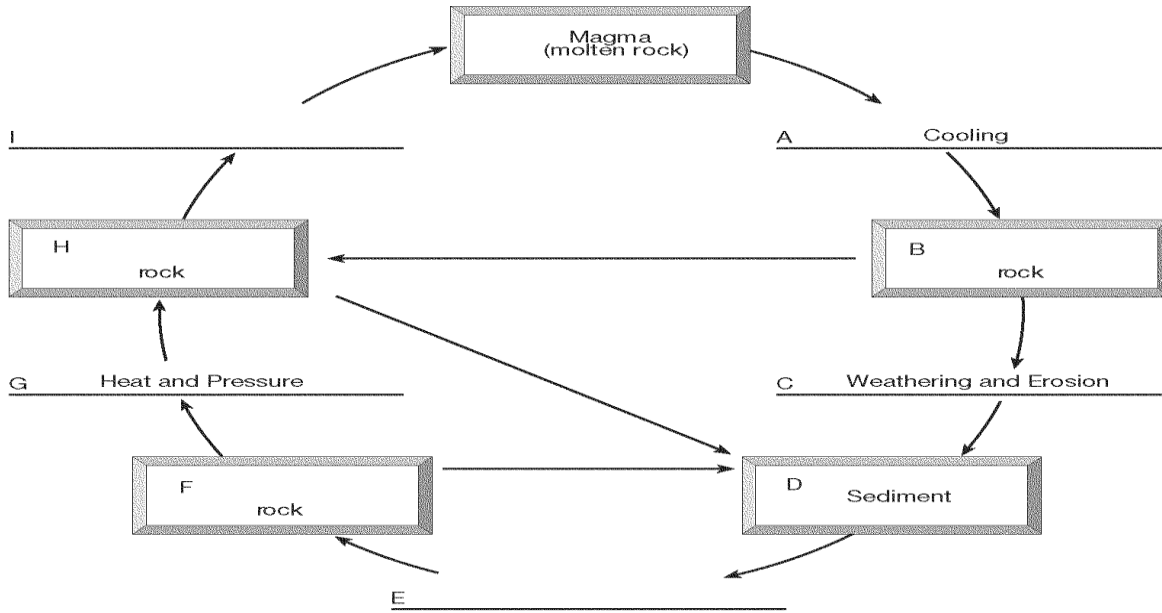 Magma
(molten rock)
I
A Cooling
H
rock
B
rock
G Heat and Pressure
C Weathering and Erosion
F
rock
D Sediment
E